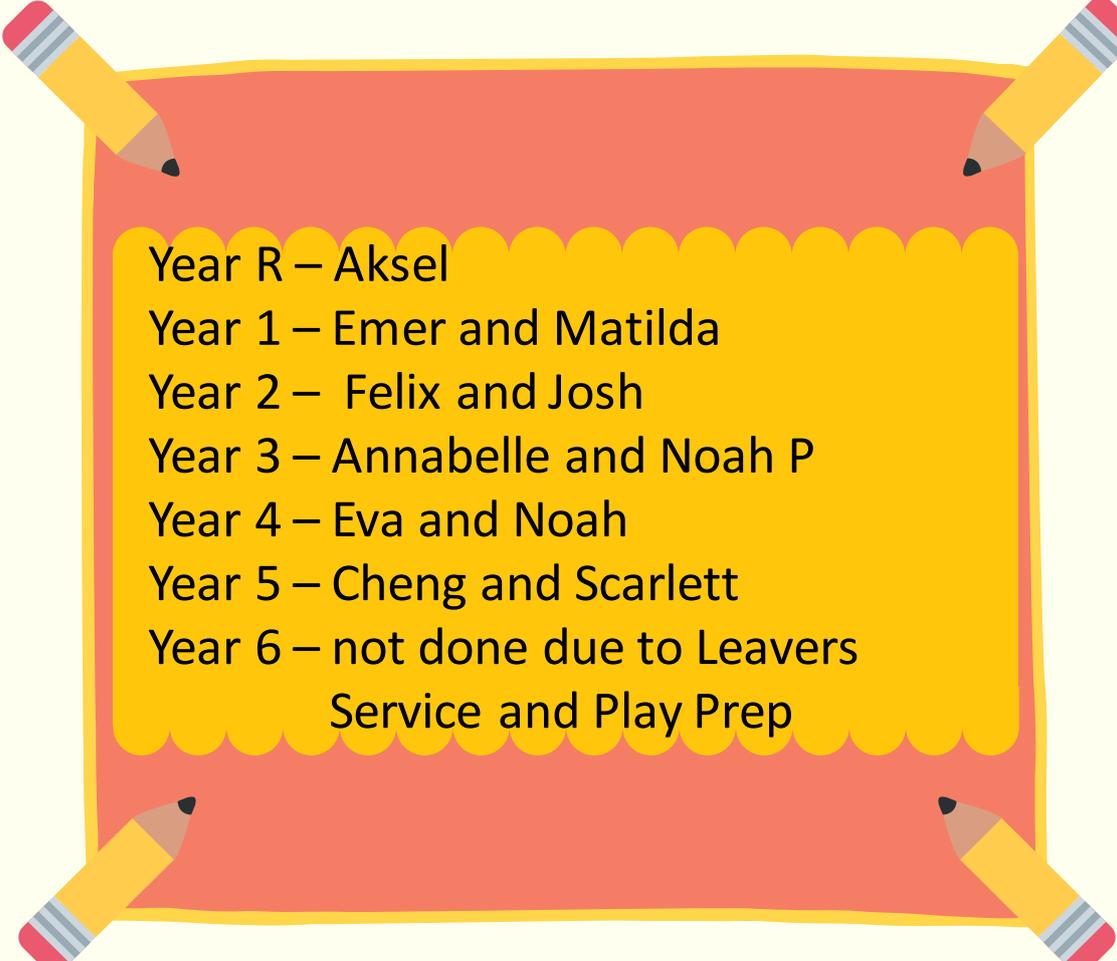 Year R – Aksel
Year 1 – Emer and Matilda
Year 2 – Felix and Josh
Year 3 – Annabelle and Noah P
Year 4 – Eva and Noah
Year 5 – Cheng and Scarlett
Year 6 – not done due to Leavers
Service and Play Prep